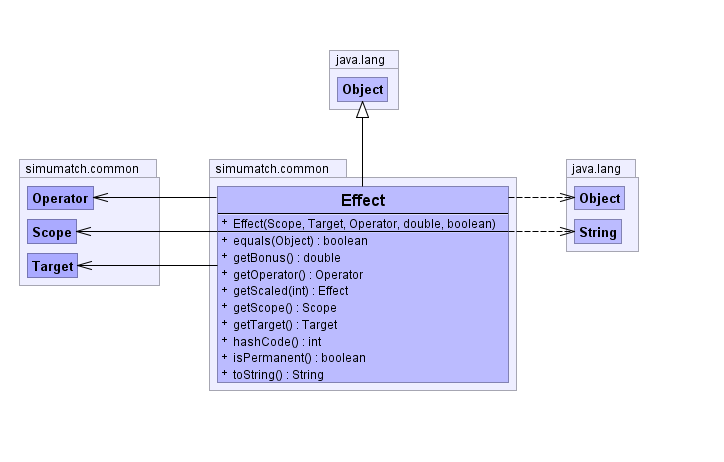 java.lang
Object
simumatch.common
Operator
Scope
Target
simumatch.common
Effect
+ Effect(Scope, Target, Operator, double, boolean)
+ equals(Object) : boolean
+ getBonus() : double
+ getOperator() : Operator
+ getScaled(int) : Effect
+ getScope() : Scope
+ getTarget() : Target
+ hashCode() : int
+ isPermanent() : boolean
+ toString() : String
java.lang
Object
String